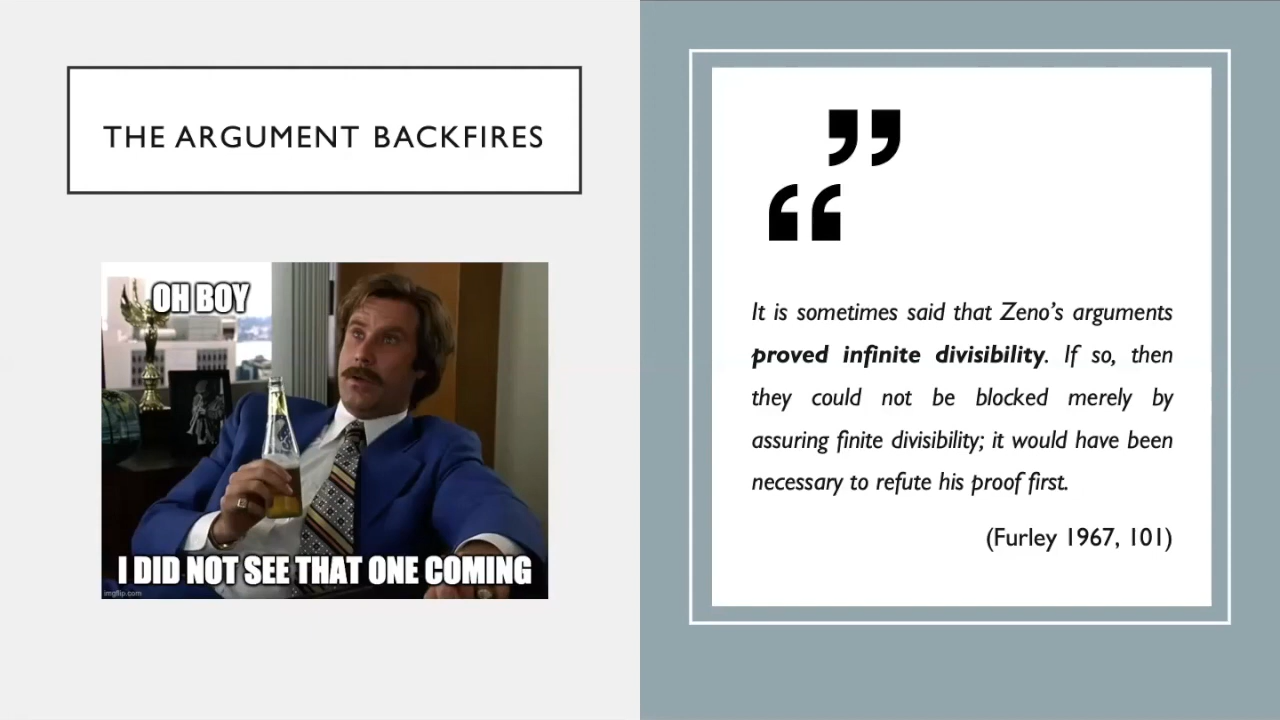 THE ARGUMENT BACKFIRES
OH BOY
I DID NOT SEE THAT ONE COMING
imgflip.com
”
“
It is sometimes said that Zeno’s arguments
proved infinite divisibility. If so, then
they could not be blocked merely by
assuring finite divisibility; it would have been
necessary to refute his proof first.
(Furley 1967, 101)